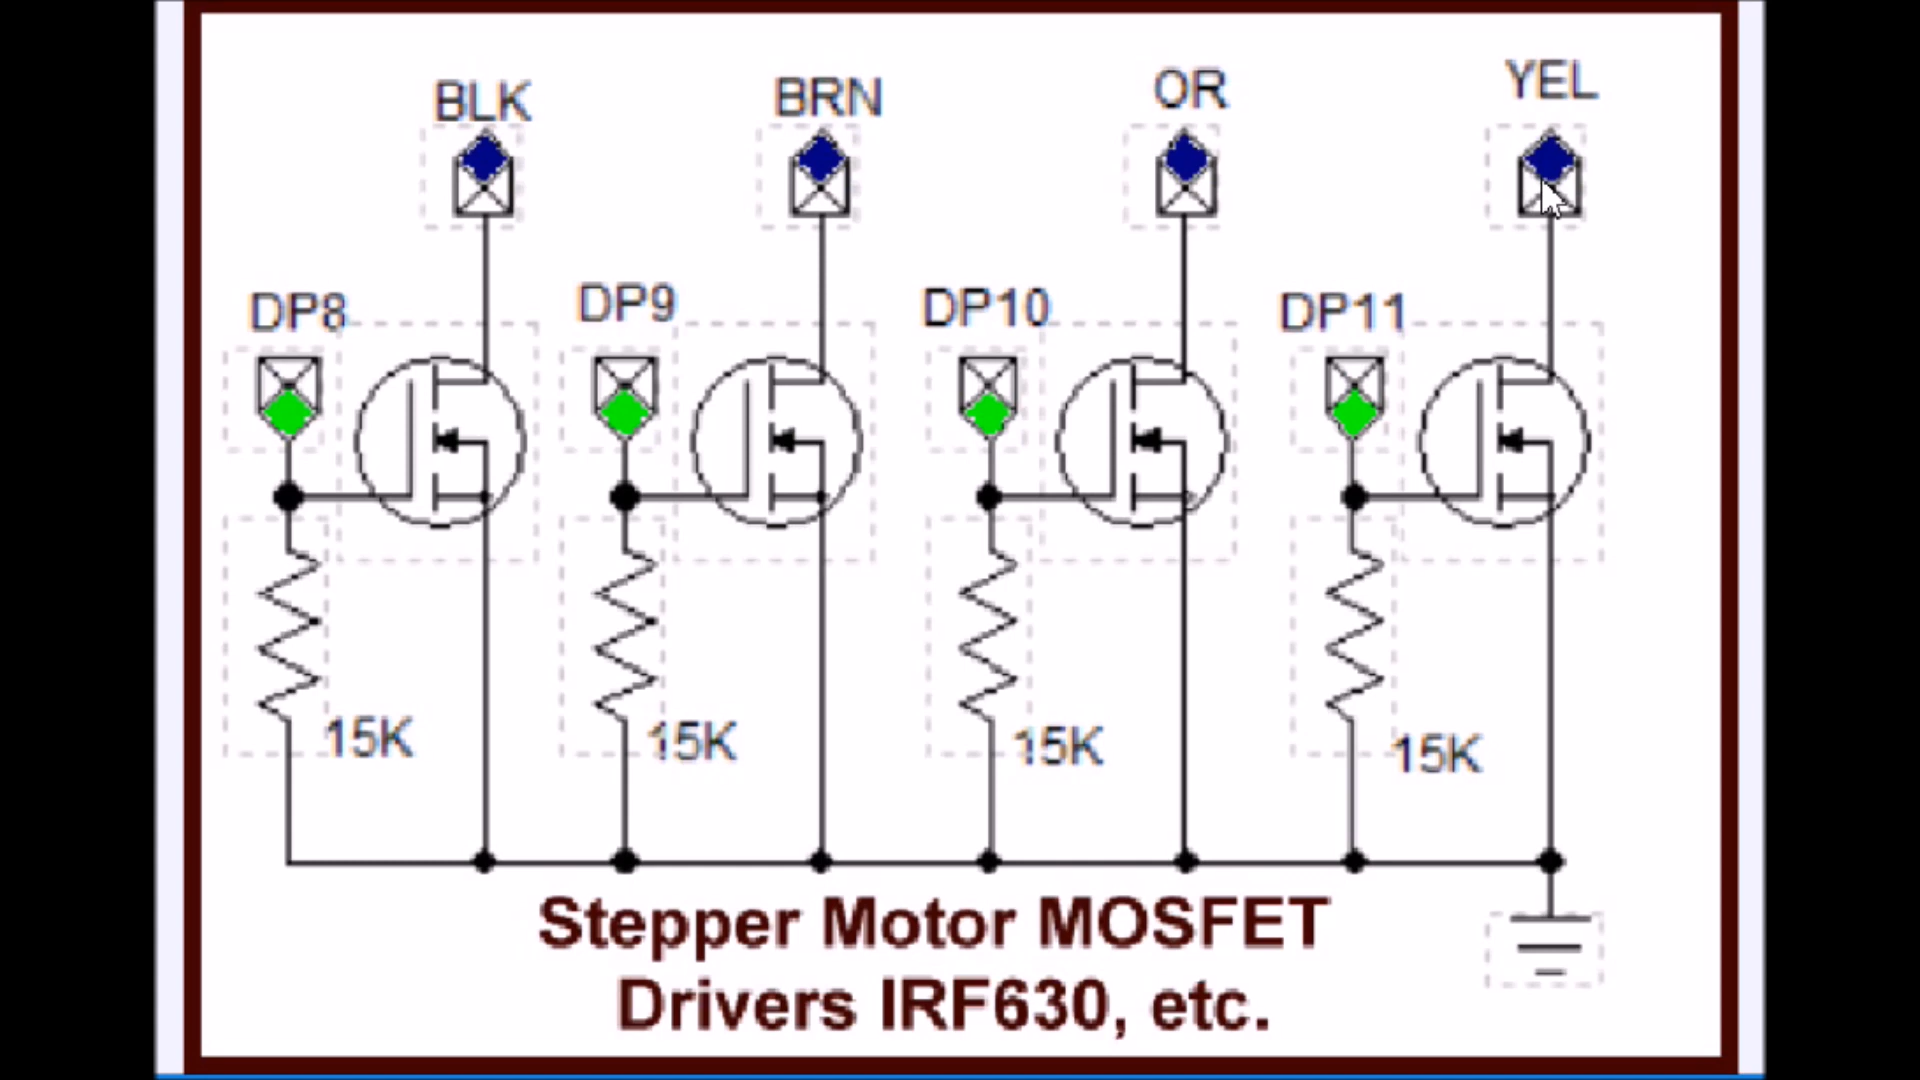 BLK
BRN
OR
YEL
DP8
DP9
DP10
DP11
15K
15K
15K
15K
Stepper Motor MOSFET
Drivers IRF630, etc.